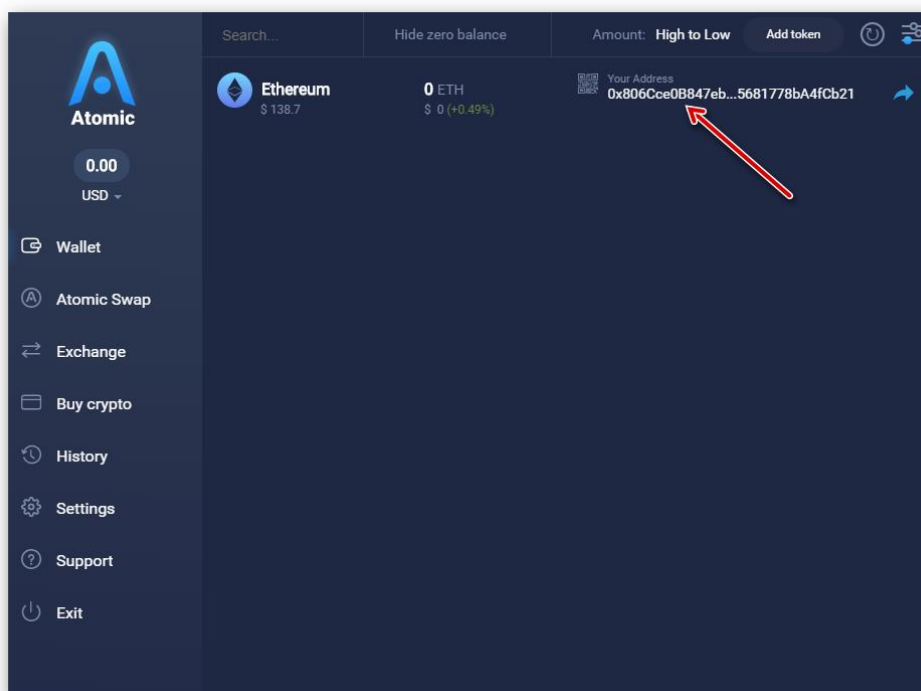 Atomic
0.00
USD
Wallet
Atomic Swap
Exchange
Buy crypto
History
Settings
Support
Exit
Search...
Hide zero balance
Amount: High to Low
Add token
Ethereum
$ 138.7
0 ETH
$ 0 (+0.49%)
Your Address
0x806Cce0B847eb...5681778bA4fCb21